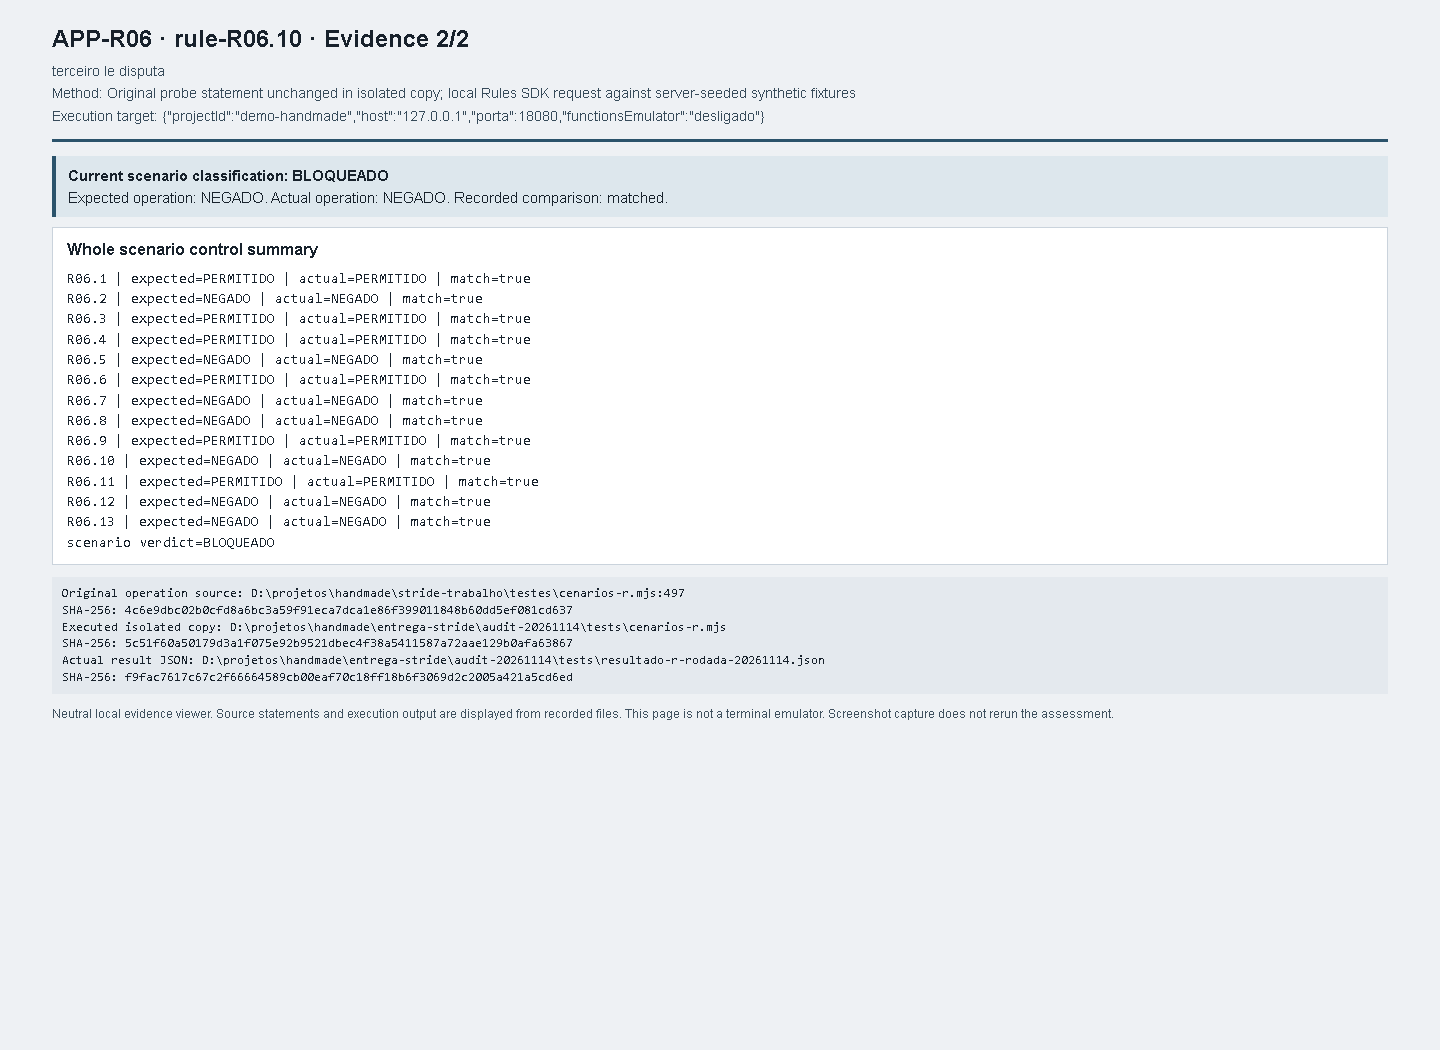 APP-R06 · rule-R06.10 · Evidence 2/2
terceiro le disputa
Method: Original probe statement unchanged in isolated copy; local Rules SDK request against server-seeded synthetic fixtures
Execution target: {"projectId":"demo-handmade","host":"127.0.0.1","porta":18080,"functionsEmulator":"desligado"}
Current scenario classification: BLOQUEADO
Expected operation: NEGADO. Actual operation: NEGADO. Recorded comparison: matched.
Whole scenario control summary
R06.1 | expected=PERMITIDO | actual=PERMITIDO | match=true
R06.2 | expected=NEGADO | actual=NEGADO | match=true
R06.3 | expected=PERMITIDO | actual=PERMITIDO | match=true
R06.4 | expected=PERMITIDO | actual=PERMITIDO | match=true
R06.5 | expected=NEGADO | actual=NEGADO | match=true
R06.6 | expected=PERMITIDO | actual=PERMITIDO | match=true
R06.7 | expected=NEGADO | actual=NEGADO | match=true
R06.8 | expected=NEGADO | actual=NEGADO | match=true
R06.9 | expected=PERMITIDO | actual=PERMITIDO | match=true
R06.10 | expected=NEGADO | actual=NEGADO | match=true
R06.11 | expected=PERMITIDO | actual=PERMITIDO | match=true
R06.12 | expected=NEGADO | actual=NEGADO | match=true
R06.13 | expected=NEGADO | actual=NEGADO | match=true
scenario verdict=BLOQUEADO
Original operation source: D:\projetos\handmade\stride-trabalho\testes\cenarios-r.mjs:497
SHA-256: 4c6e9dbc02b0cfd8a6bc3a59f91eca7dca1e86f399011848b60dd5ef081cd637
Executed isolated copy: D:\projetos\handmade\entrega-stride\audit-20261114\tests\cenarios-r.mjs
SHA-256: 5c51f60a50179d3a1f075e92b9521dbec4f38a5411587a72aae129b0afa63867
Actual result JSON: D:\projetos\handmade\entrega-stride\audit-20261114\tests\resultado-r-rodada-20261114.json
SHA-256: f9fac7617c67c2f66664589cb00eaf70c18ff18b6f3069d2c2005a421a5cd6ed
Neutral local evidence viewer. Source statements and execution output are displayed from recorded files. This page is not a terminal emulator. Screenshot capture does not rerun the assessment.